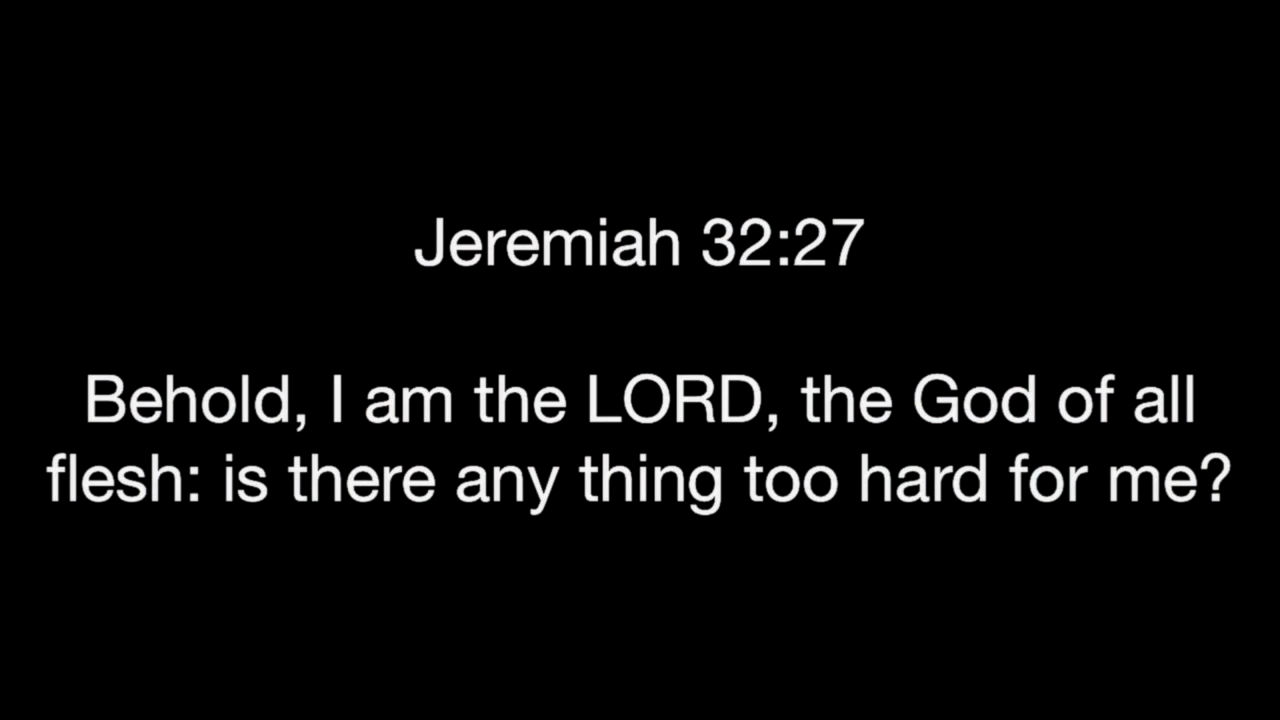 Jeremiah 32:27
Behold, I am the LORD, the God of all
flesh: is there any thing too hard for me?